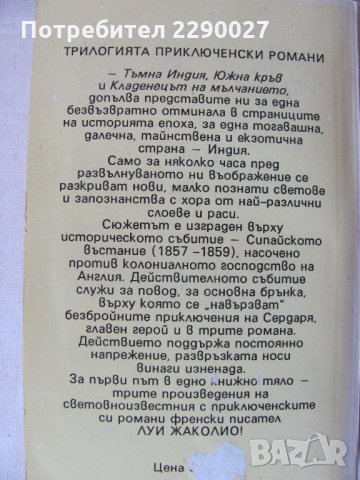 Потребител 2290027
ТРИЛОГИЯТА ПРИКЛЮЧЕНСКИ РОМАНИ
– Тъмна Индия, Южна кръв
и Кладенецът на мълчанието,
допълва представите ни за една
безвъзвратно отминала в страниците
на историята епоха, за една тогавашна,
далечна, тайнствена и екзотична
страна – Индия.
Само за няколко часа пред
развълнуваното ни въображение се
разкриват нови, малко познати светове
и запознанства с хора от най-различни
слоеве и раси.
Сюжетът е изграден върху
историческото събитие – Сипайското
въстание (1857 –1859), насочено
против колониалното господство на
Англия. Действителното събитие
служи за повод, за основна брънка,
върху която се „навързват"
безбройните приключения на Сердаря,
главен герой и в трите романа.
Действието поддържа постоянно
напрежение, развръзката носи
винаги изненада.
За първи път в едно книжно тяло –
трите произведения на
световноизвестния с приключенските
си романи френски писател
ЛУИ ЖАКОЛИО!
Цена
BAZAR